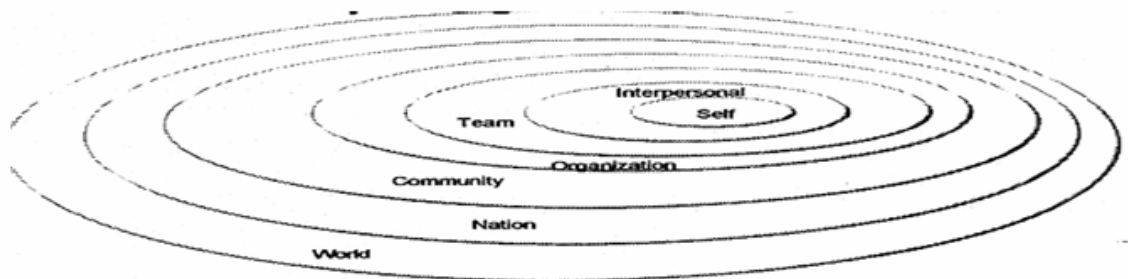 Interpersonal
Self
Team
Organization
Community
Nation
World